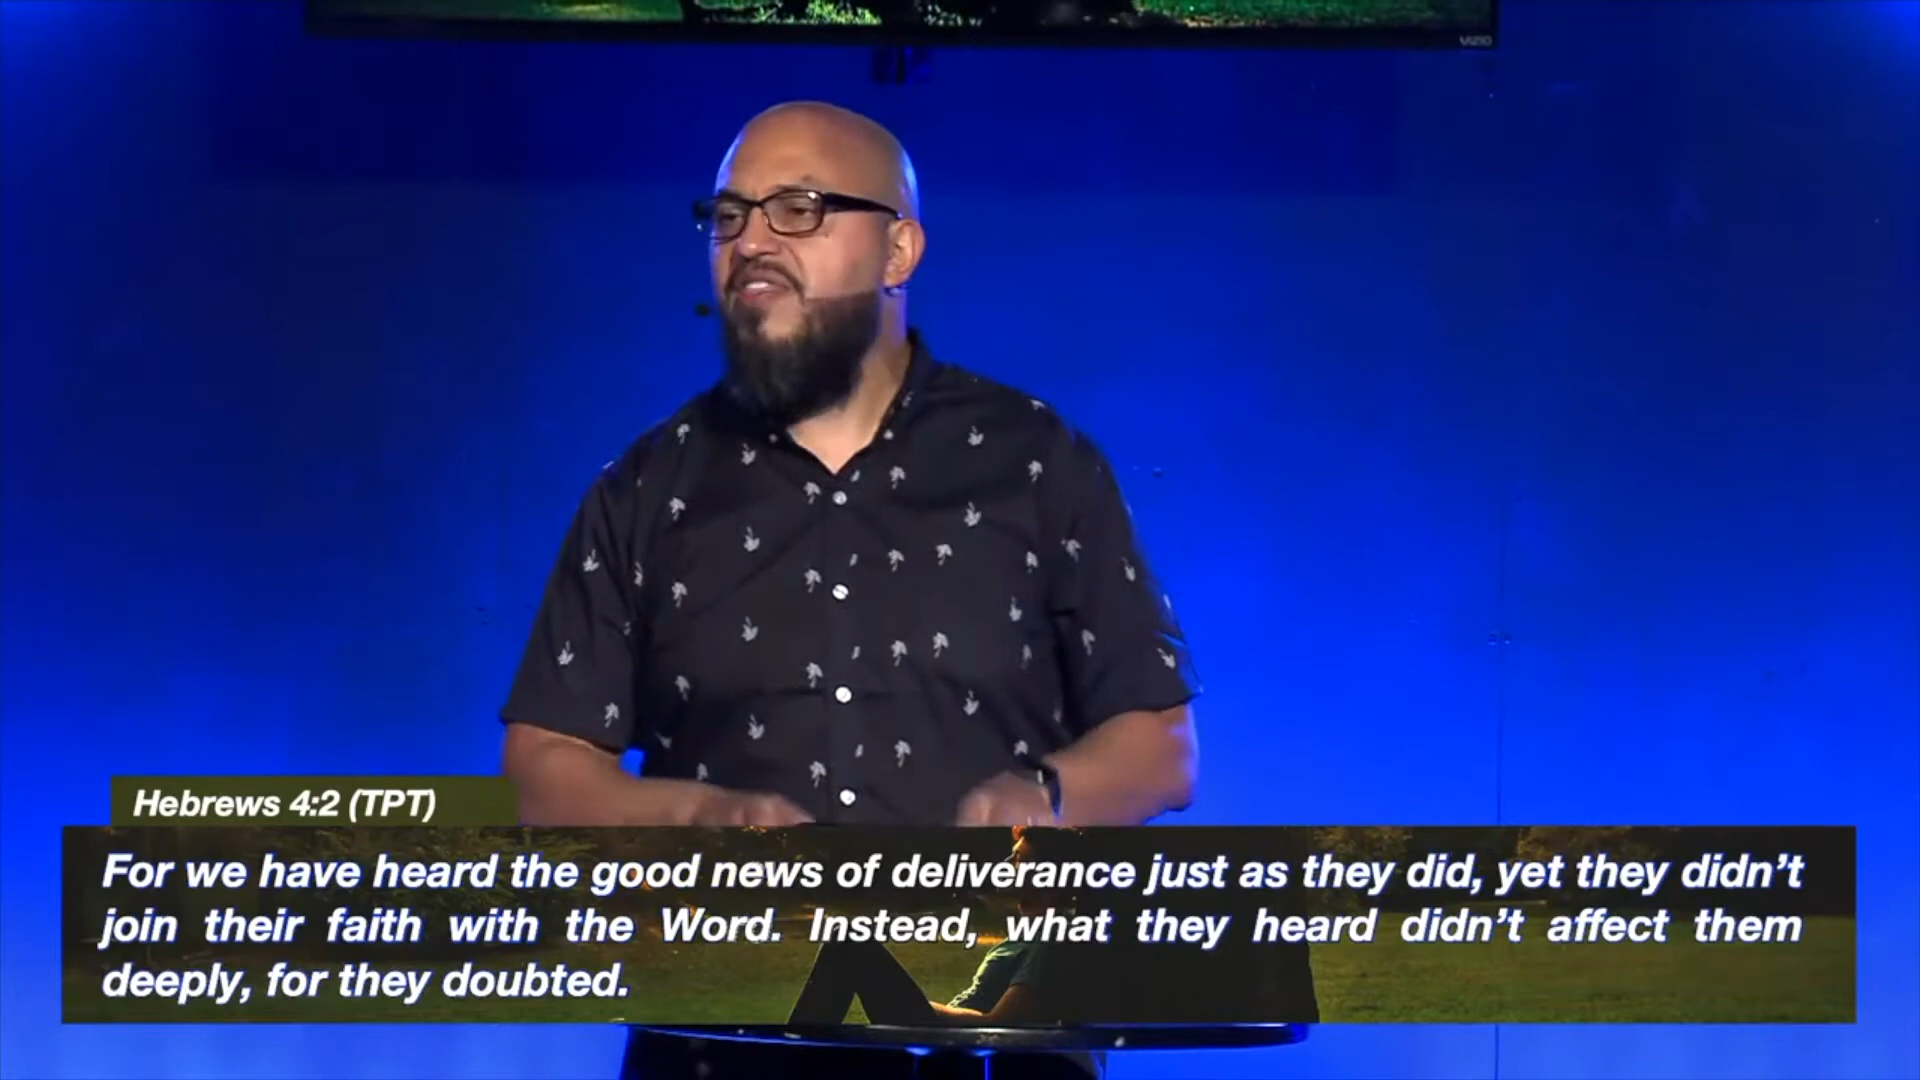 VIZIO
Hebrews 4:2 (TPT)
For we have heard the good news of deliverance just as they did, yet they didn’t
join their faith with the Word. Instead, what they heard didn’t affect them
deeply, for they doubted.